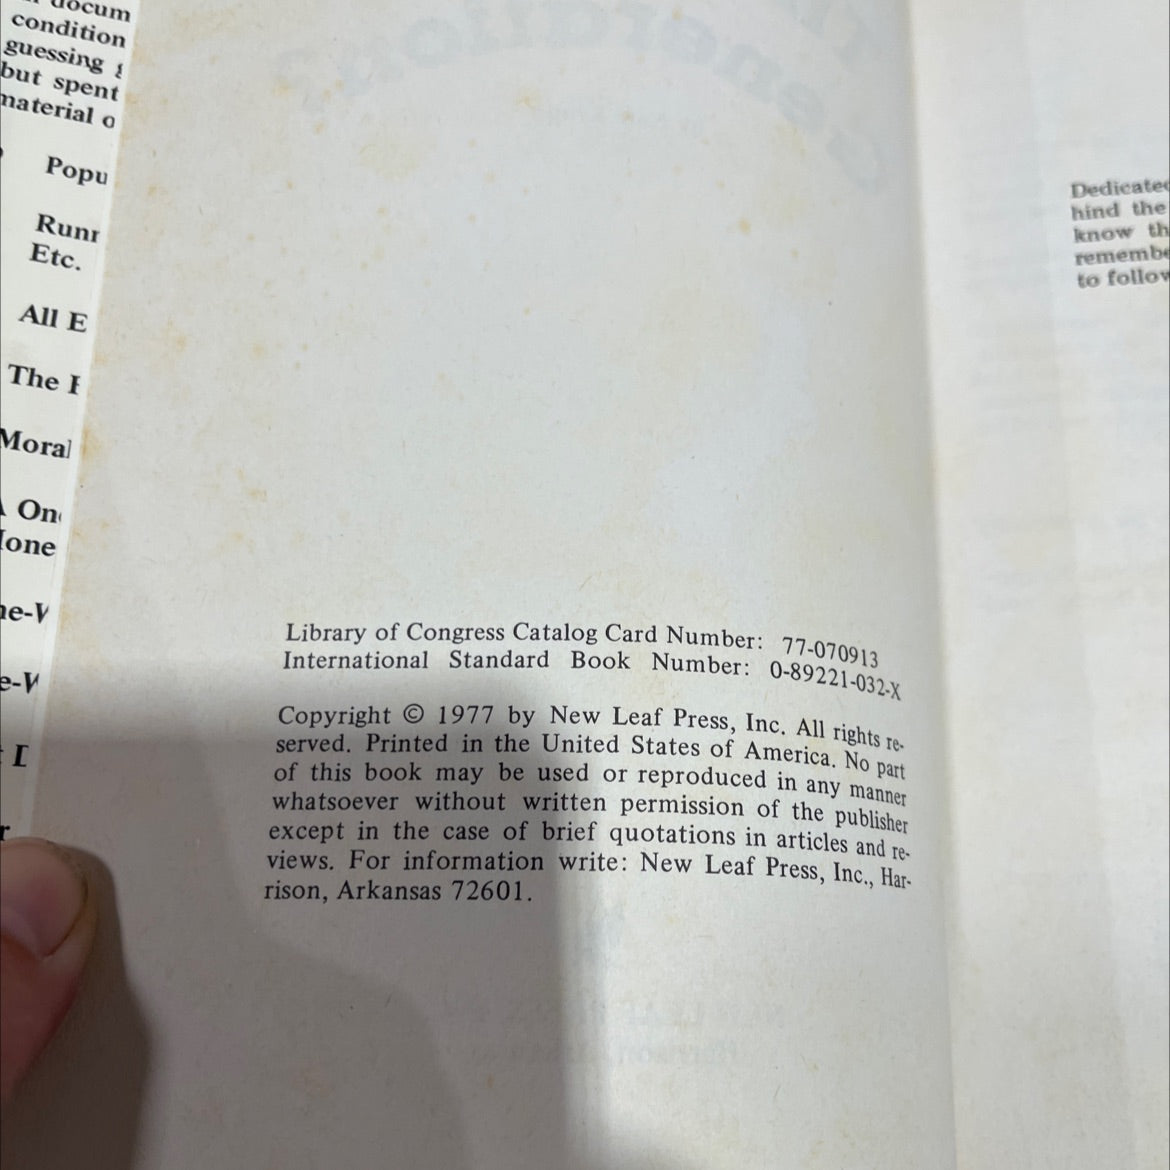 docum
condition
guessing
but spent
material o
Popu
Runr
Etc.
All E
The
Moral
On
Ione
e-W
e-W
Dedicated
hind the
know th
remembe
to follow
Library of Congress Catalog Card Number: 77-070913
International Standard Book Number: 0-89221-032-X
Copyright © 1977 by New Leaf Press, Inc. All rights re-
served. Printed in the United States of America. No part
of this book may be used or reproduced in any manner
whatsoever without written permission of the publisher
except in the case of brief quotations in articles and re-
views. For information write: New Leaf Press, Inc., Har-
rison, Arkansas 72601.